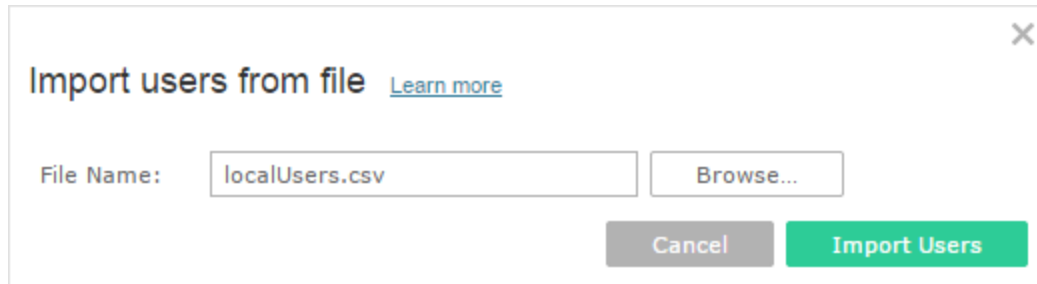 Import users from file Learn more
File Name: localUsers.csv Browse...
Cancel Import Users